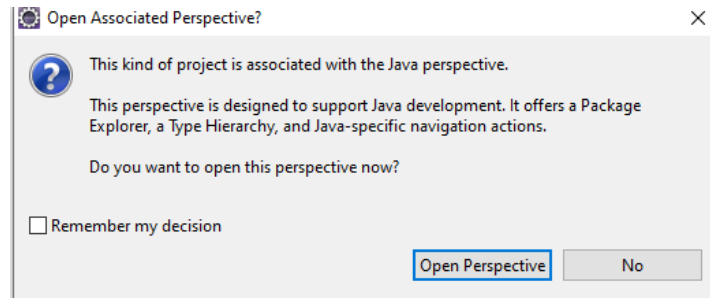 Open Associated Perspective?
This kind of project is associated with the Java perspective.
This perspective is designed to support Java development. It offers a Package
Explorer, a Type Hierarchy, and Java-specific navigation actions.
Do you want to open this perspective now?
Remember my decision
Open Perspective
No